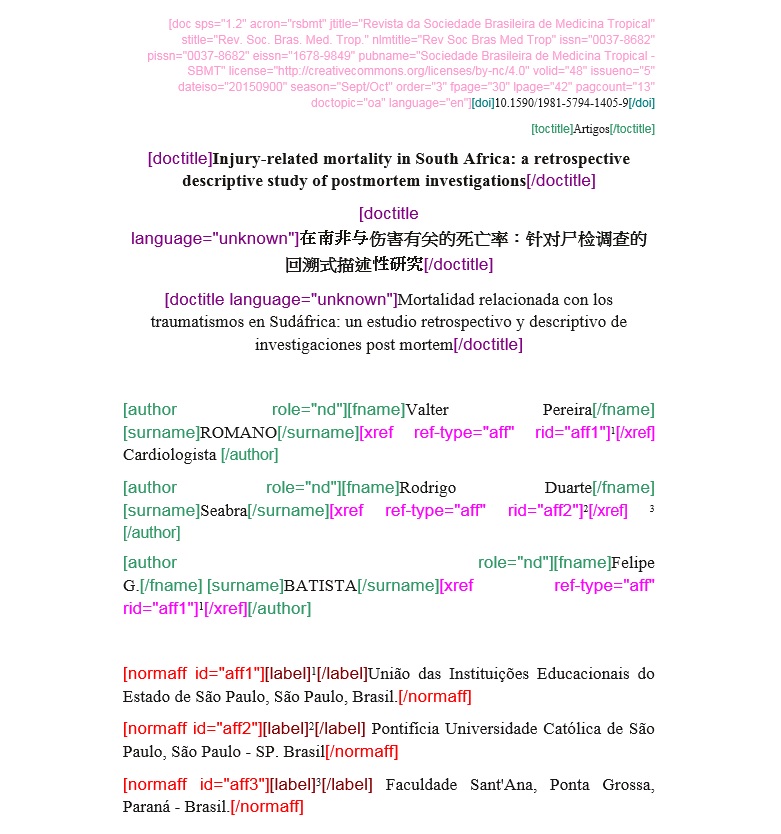 [doc sps="1.2" acron="rsbmt" jtitle="Revista da Sociedade Brasileira de Medicina Tropical"
stitle="Rev. Soc. Bras. Med. Trop." nlmtitle="Rev Soc Bras Med Trop" issn="0037-8682"
pissn="0037-8682" eissn="1678-9849" pubname="Sociedade Brasileira de Medicina Tropical -
SBMT" license="http://creativecommons.org/licenses/by-nc/4.0" volid="48" issueno="5"
dateiso="20150900" season="Sept/Oct" order="3" fpage="30" lpage="42" pagcount="13"
doctopic="oa" language="en"][doi]10.1590/1981-5794-1405-9[/doi]
[toctitle]Artigos[/toctitle]
[doctitle]Injury-related mortality in South Africa: a retrospective
descriptive study of postmortem investigations[/doctitle]
[doctitle
language="unknown"]在南非与伤害有关的死亡率：针对尸检调查的
回溯式描述性研究[/doctitle]
[doctitle language="unknown"]Mortalidad relacionada con los
traumatismos en Sudáfrica: un estudio retrospectivo y descriptivo de
investigaciones post mortem[/doctitle]
[author role="nd"][fname]Valter Pereira[/fname]
[surname]ROMANO[/surname][xref ref-type="aff" rid="aff1"]¹[/xref]
Cardiologista [/author]
[author role="nd"][fname]Rodrigo Duarte[/fname]
[surname]Seabra[/surname][xref ref-type="aff" rid="aff2"]²[/xref] ³
[/author]
[author role="nd"][fname]Felipe
G.[/fname] [surname]BATISTA[/surname][xref ref-type="aff"
rid="aff1"]¹[/xref][/author]
[normaff id="aff1"][label]¹[/label]União das Instituições Educacionais do
Estado de São Paulo, São Paulo, Brasil.[/normaff]
[normaff id="aff2"][label]²[/label] Pontifícia Universidade Católica de São
Paulo, São Paulo - SP. Brasil[/normaff]
[normaff id="aff3"][label]³[/label] Faculdade Sant'Ana, Ponta Grossa,
Paraná - Brasil.[/normaff]